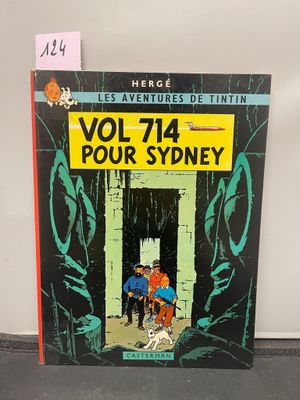 124
HERGÉ
LES AVENTURES DE TINTIN
VOL 714
POUR SYDNEY
CASTERMAN